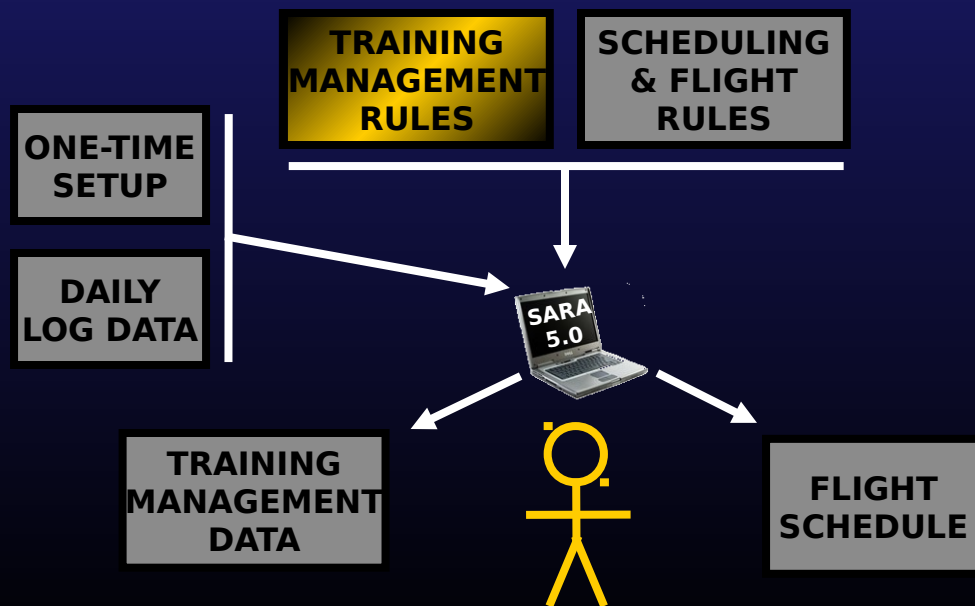 TRAINING
MANAGEMENT
RULES
SCHEDULING
& FLIGHT
RULES
ONE-TIME
SETUP
DAILY
LOG DATA
SARA
5.0
TRAINING
MANAGEMENT
DATA
FLIGHT
SCHEDULE